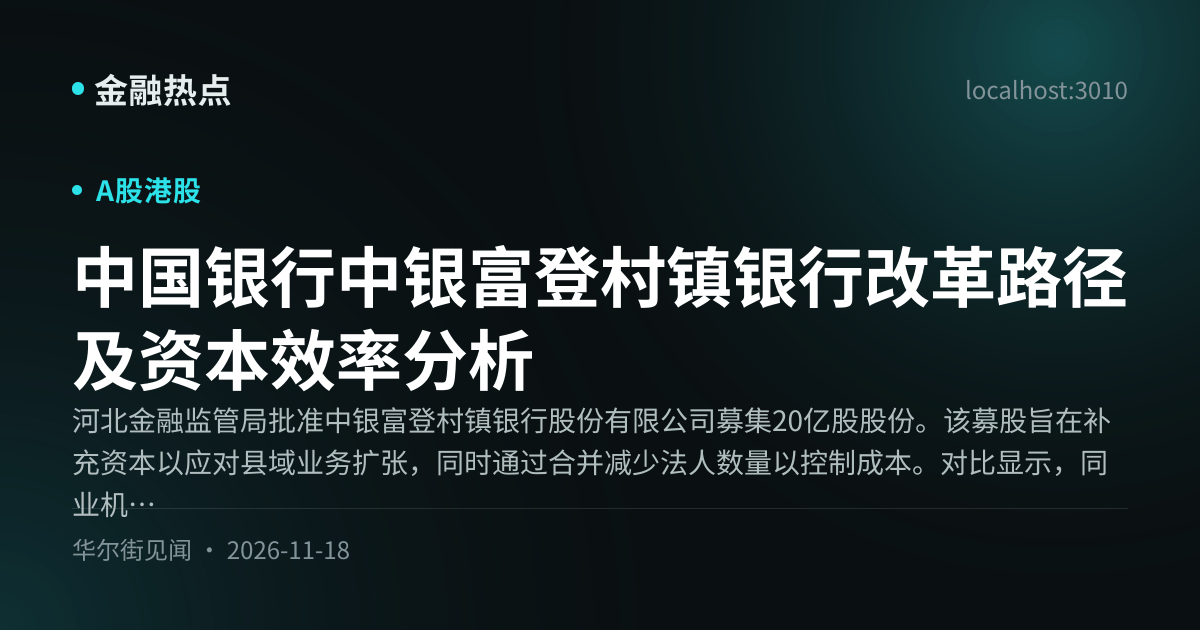 金融热点
localhost:3010
A股港股
中国银行中银富登村镇银行改革路径
及资本效率分析
河北金融监管局批准中银富登村镇银行股份有限公司募集20亿股股份。该募股旨在补
充资本以应对县域业务扩张，同时通过合并减少法人数量以控制成本。对比显示，同
业机…
华尔街见闻 • 2026-11-18